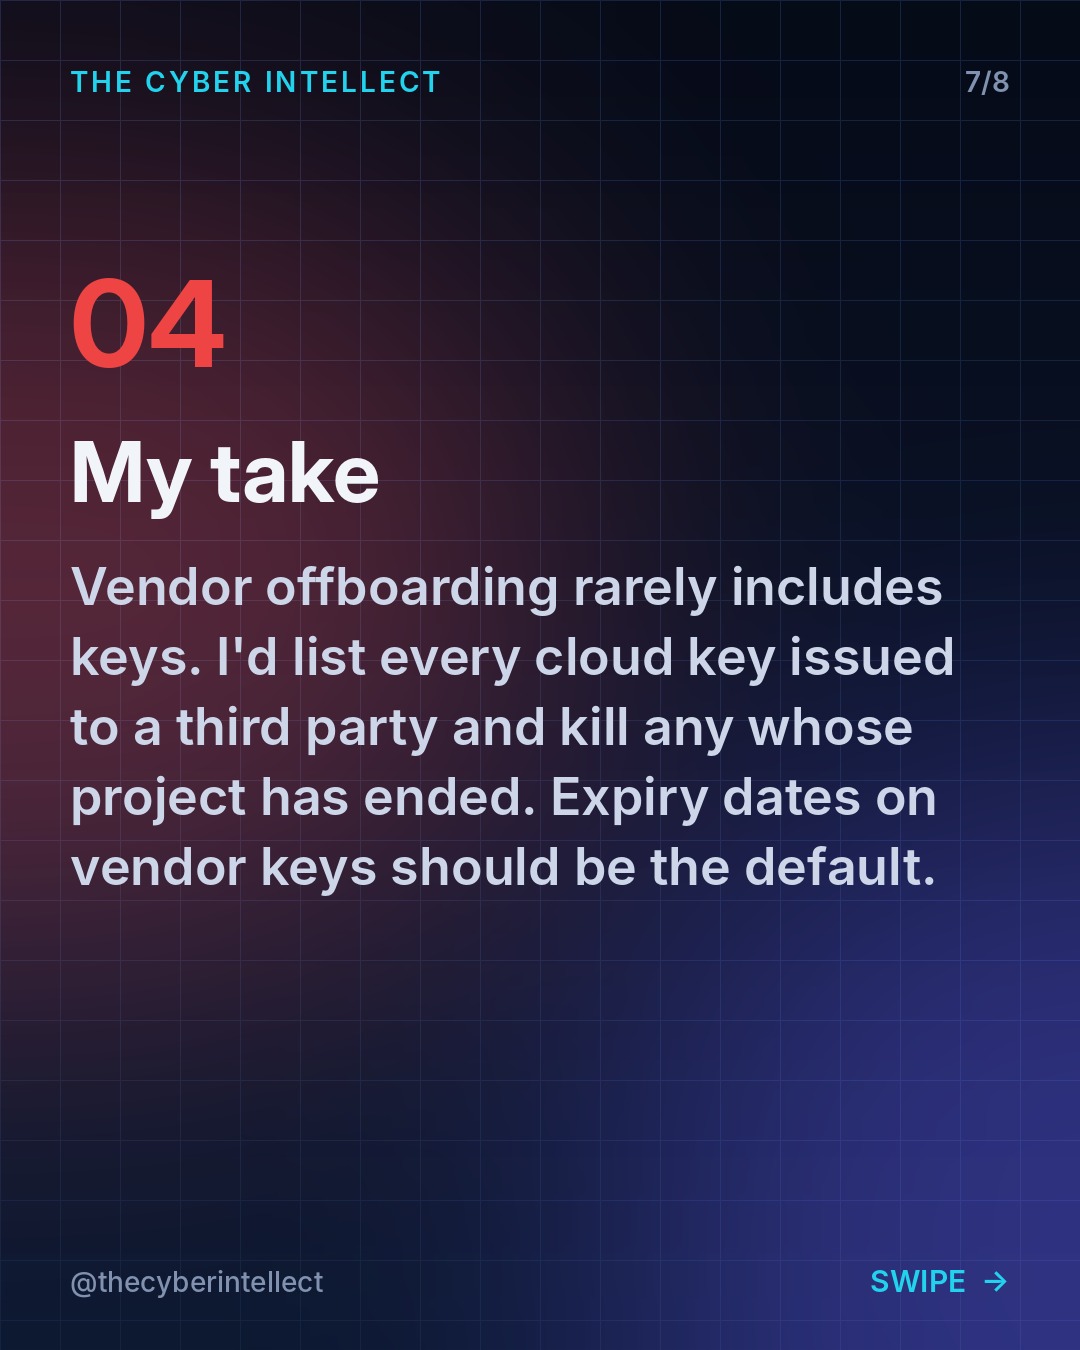 THE CYBER INTELLECT
7/8
04
My take
Vendor offboarding rarely includes
keys. I'd list every cloud key issued
to a third party and kill any whose
project has ended. Expiry dates on
vendor keys should be the default.
@thecyberintellect
SWIPE →